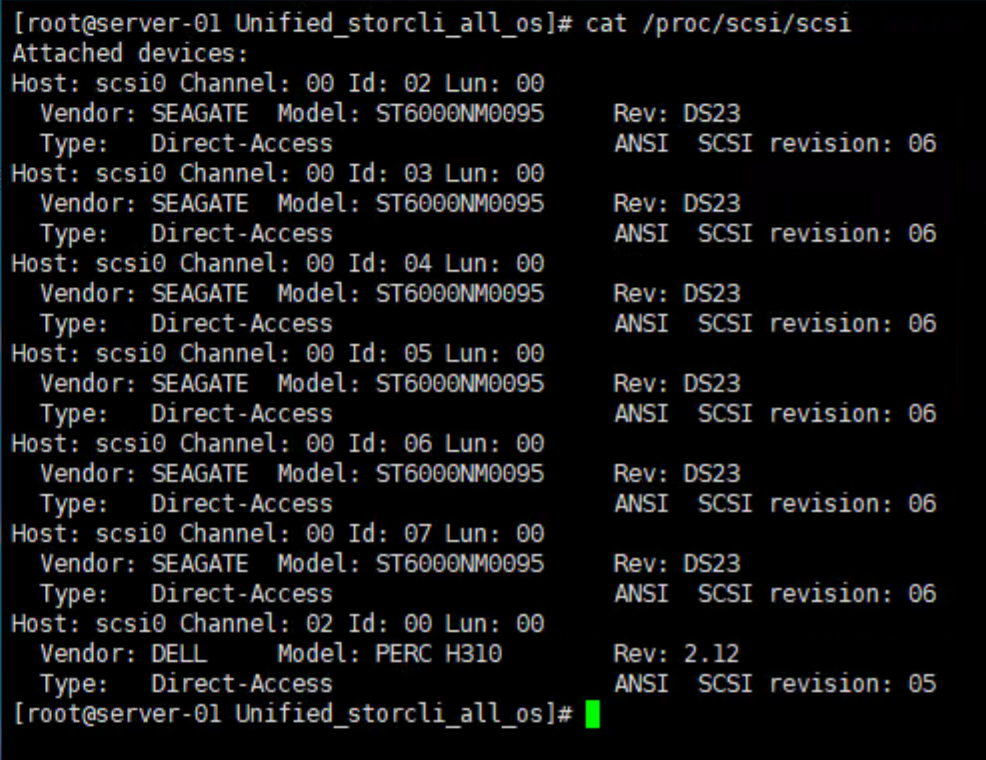 [root@server-01 Unified_storcli_all_os]# cat /proc/scsi/scsi
Attached devices:
Host: scsi0 Channel: 00 Id: 02 Lun: 00
  Vendor: SEAGATE  Model: ST6000NM0095     Rev: DS23
  Type:   Direct-Access                    ANSI  SCSI revision: 06
Host: scsi0 Channel: 00 Id: 03 Lun: 00
  Vendor: SEAGATE  Model: ST6000NM0095     Rev: DS23
  Type:   Direct-Access                    ANSI  SCSI revision: 06
Host: scsi0 Channel: 00 Id: 04 Lun: 00
  Vendor: SEAGATE  Model: ST6000NM0095     Rev: DS23
  Type:   Direct-Access                    ANSI  SCSI revision: 06
Host: scsi0 Channel: 00 Id: 05 Lun: 00
  Vendor: SEAGATE  Model: ST6000NM0095     Rev: DS23
  Type:   Direct-Access                    ANSI  SCSI revision: 06
Host: scsi0 Channel: 00 Id: 06 Lun: 00
  Vendor: SEAGATE  Model: ST6000NM0095     Rev: DS23
  Type:   Direct-Access                    ANSI  SCSI revision: 06
Host: scsi0 Channel: 00 Id: 07 Lun: 00
  Vendor: SEAGATE  Model: ST6000NM0095     Rev: DS23
  Type:   Direct-Access                    ANSI  SCSI revision: 06
Host: scsi0 Channel: 02 Id: 00 Lun: 00
  Vendor: DELL     Model: PERC H310        Rev: 2.12
  Type:   Direct-Access                    ANSI  SCSI revision: 05
[root@server-01 Unified_storcli_all_os]#